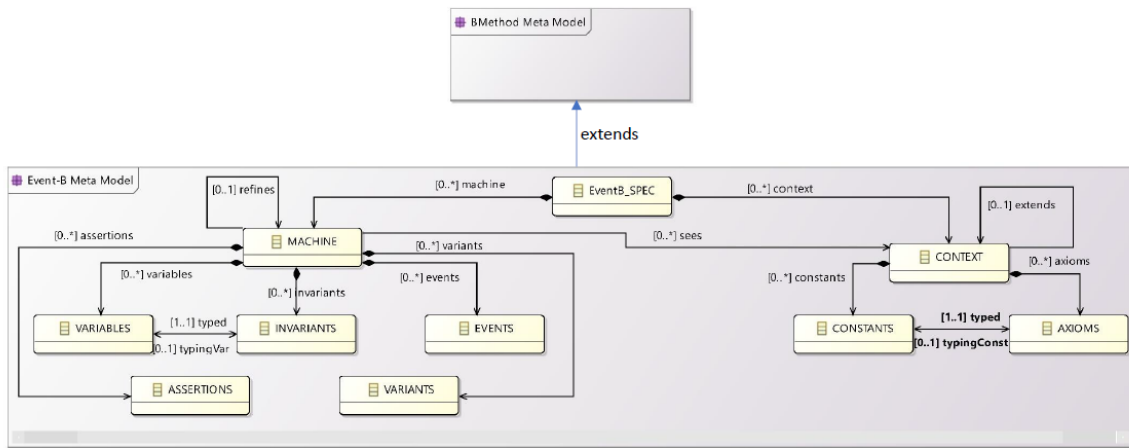 BMethod Meta Model
extends
Event-B Meta Model
[0..1] refines
[0..*] machine
EventB_SPEC
[0..*] context
[0..1] extends
[0..*] assertions
MACHINE
[0..*] variants
[0..*] sees
CONTEXT
[0..*] variables
[0..*] invariants
[0..*] events
[0..*] constants
[0..*] axioms
VARIABLES
[1..1] typed
[0..1] typingVar
INVARIANTS
EVENTS
CONSTANTS
[1..1] typed
[0..1] typingConst
AXIOMS
ASSERTIONS
VARIANTS